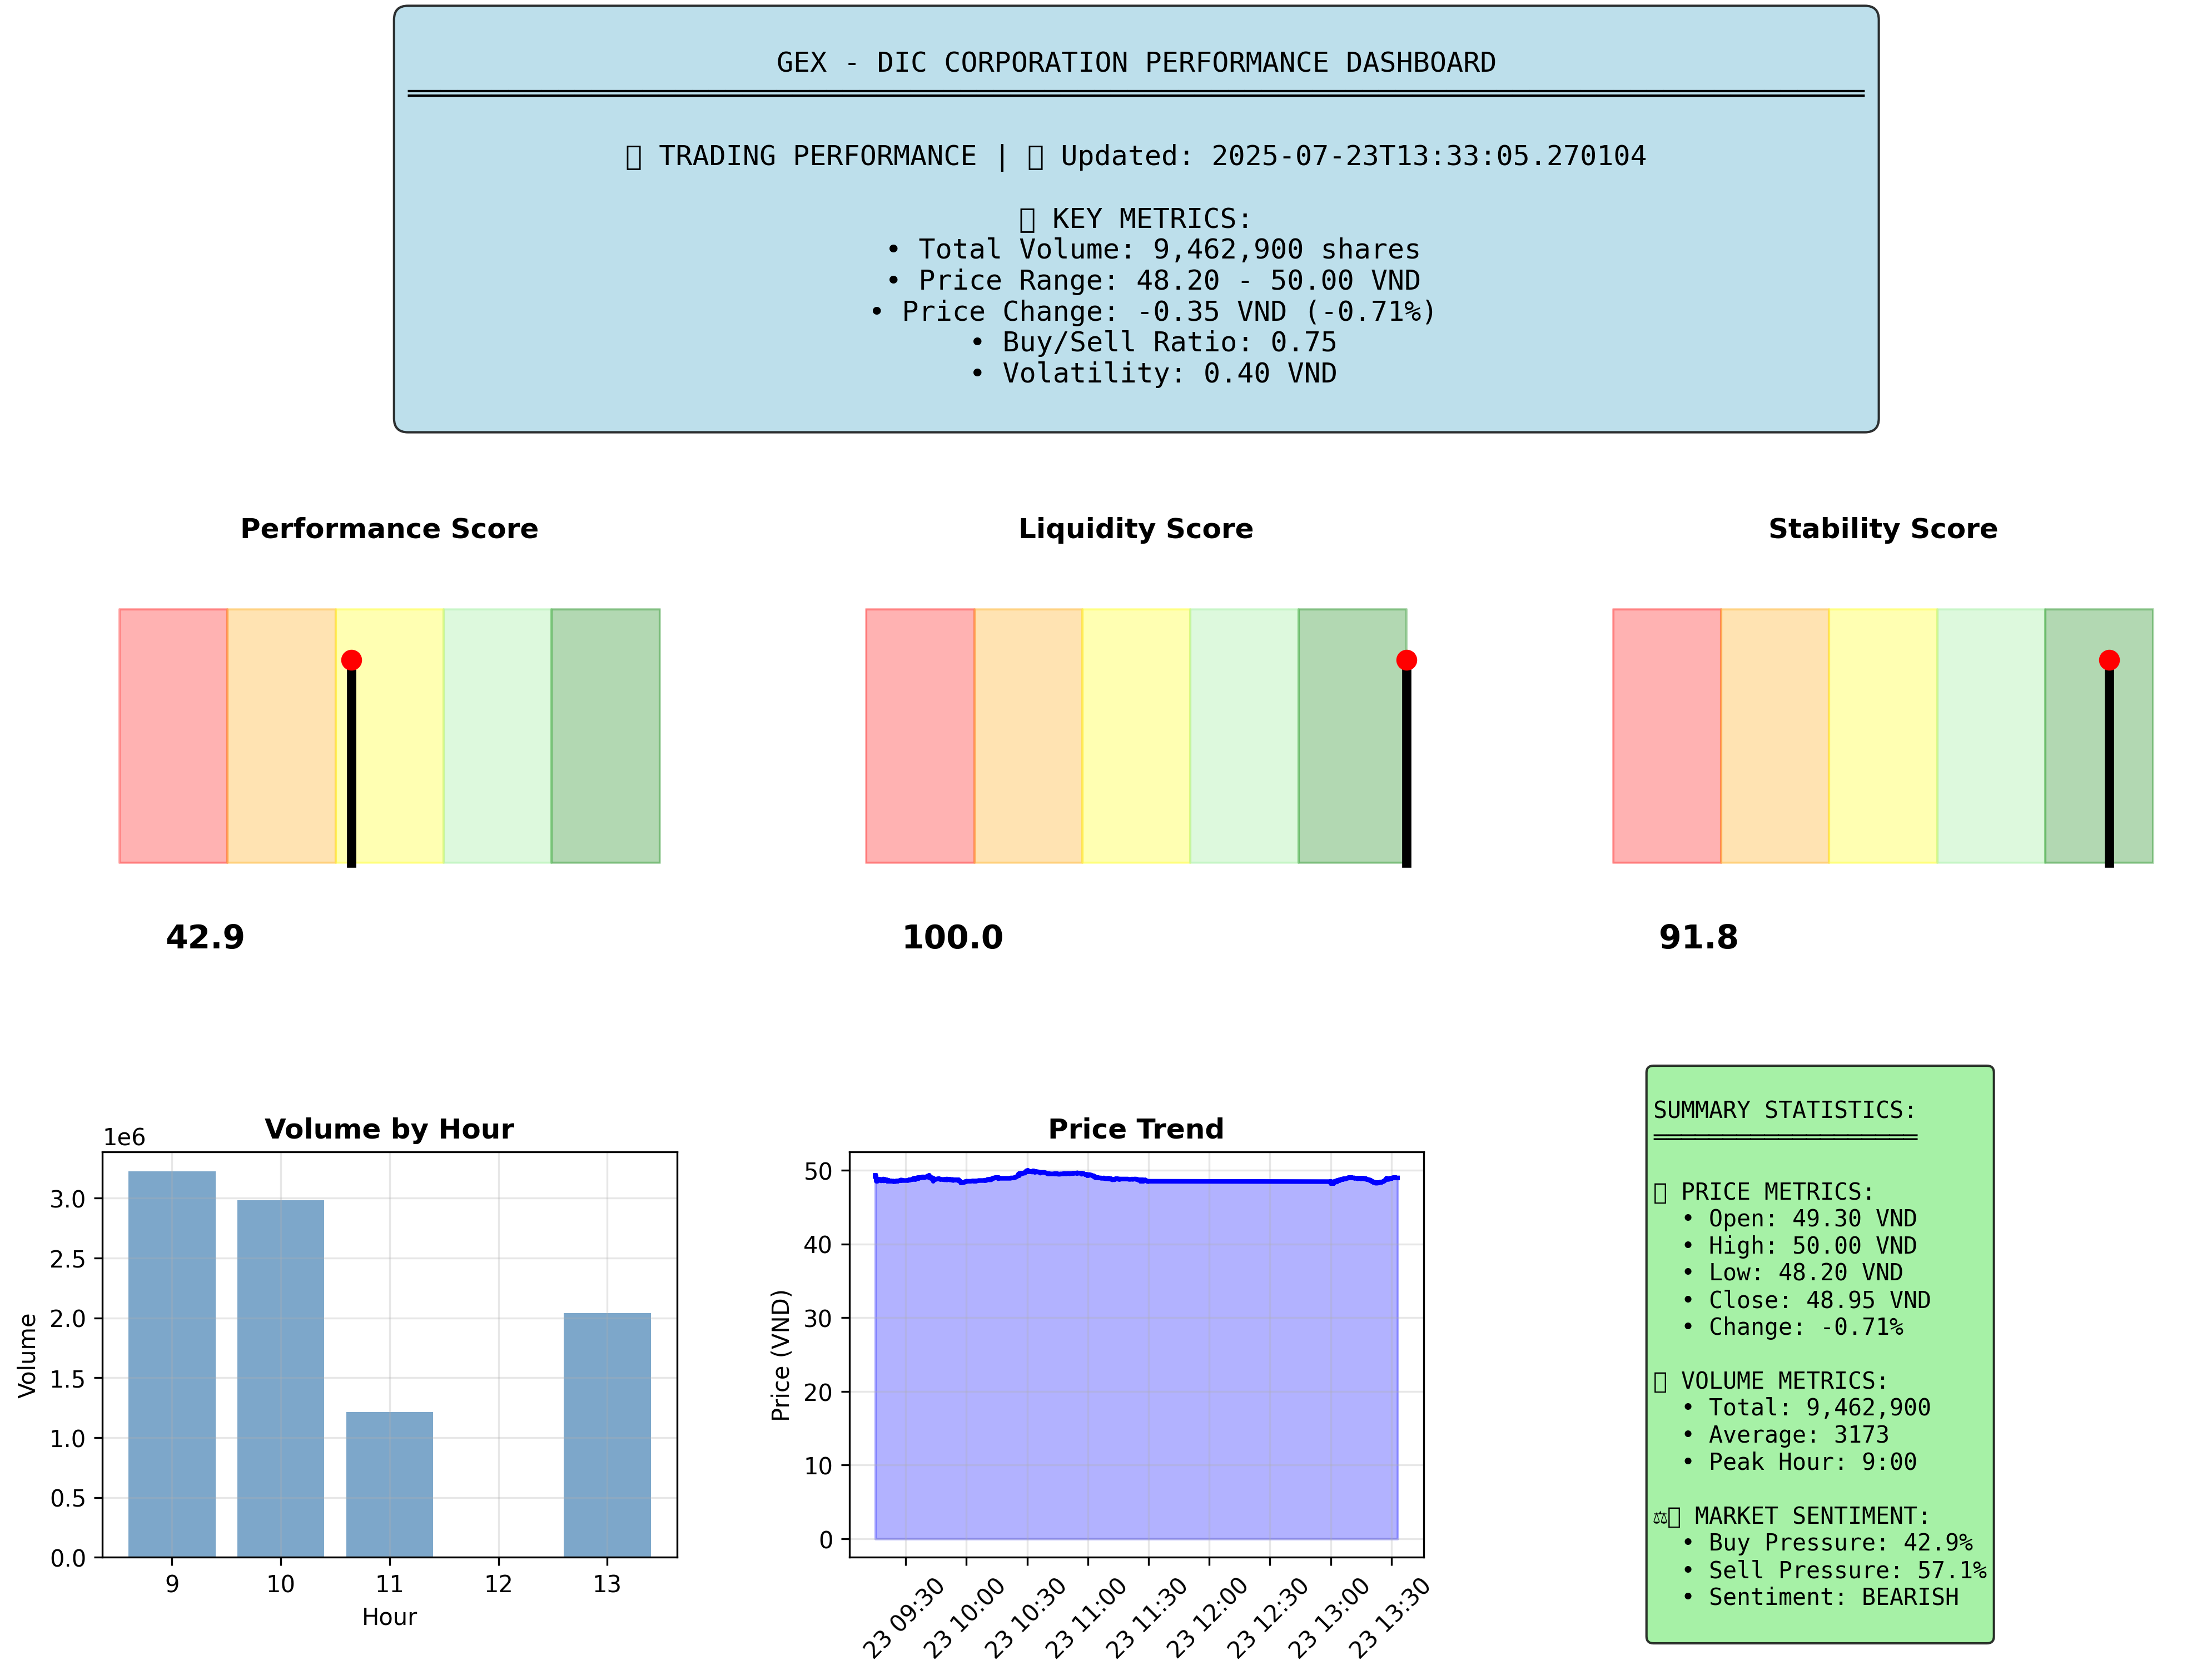 GEX - DIC CORPORATION PERFORMANCE DASHBOARD
TRADING PERFORMANCE | Updated: 2025-07-23T13:33:05.270104
KEY METRICS:
• Total Volume: 9,462,900 shares
• Price Range: 48.20 - 50.00 VND
• Price Change: -0.35 VND (-0.71%)
• Buy/Sell Ratio: 0.75
• Volatility: 0.40 VND
Performance Score
42.9
Liquidity Score
100.0
Stability Score
91.8
Volume by Hour
1e6
3.0
2.5
2.0
1.5
1.0
0.5
0.0
Volume
9 10 11 12 13
Hour
Price Trend
50
40
30
20
10
0
Price (VND)
23 09:30
23 10:00
23 10:30
23 11:00
23 11:30
23 12:00
23 12:30
23 13:00
23 13:30
SUMMARY STATISTICS:
PRICE METRICS:
• Open: 49.30 VND
• High: 50.00 VND
• Low: 48.20 VND
• Close: 48.95 VND
• Change: -0.71%
VOLUME METRICS:
• Total: 9,462,900
• Average: 3173
• Peak Hour: 9:00
⚖ MARKET SENTIMENT:
• Buy Pressure: 42.9%
• Sell Pressure: 57.1%
• Sentiment: BEARISH